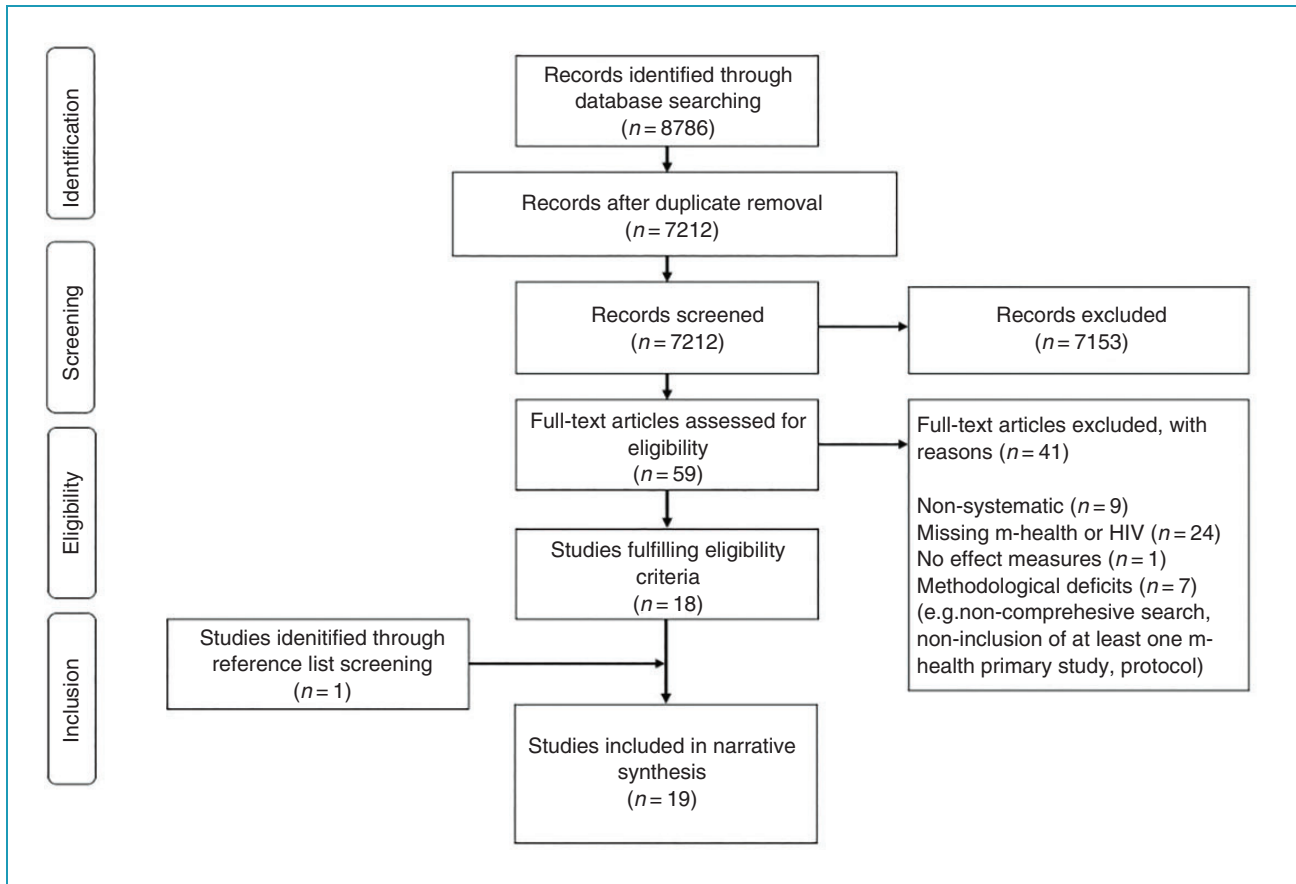 Identification
Records identified through
database searching
(n = 8786)
Records after duplicate removal
(n = 7212)
Screening
Records screened
(n = 7212)
Records excluded
(n = 7153)
Eligibility
Full-text articles assessed for
eligibility
(n = 59)
Full-text articles excluded, with
reasons (n = 41)
Non-systematic (n = 9)
Missing m-health or HIV (n = 24)
No effect measures (n = 1)
Methodological deficits (n = 7)
(e.g.non-comprehesive search,
non-inclusion of at least one m-
health primary study, protocol)
Studies fulfilling eligibility
criteria
(n = 18)
Inclusion
Studies idenitified through
reference list screening
(n = 1)
Studies included in narrative
synthesis
(n = 19)